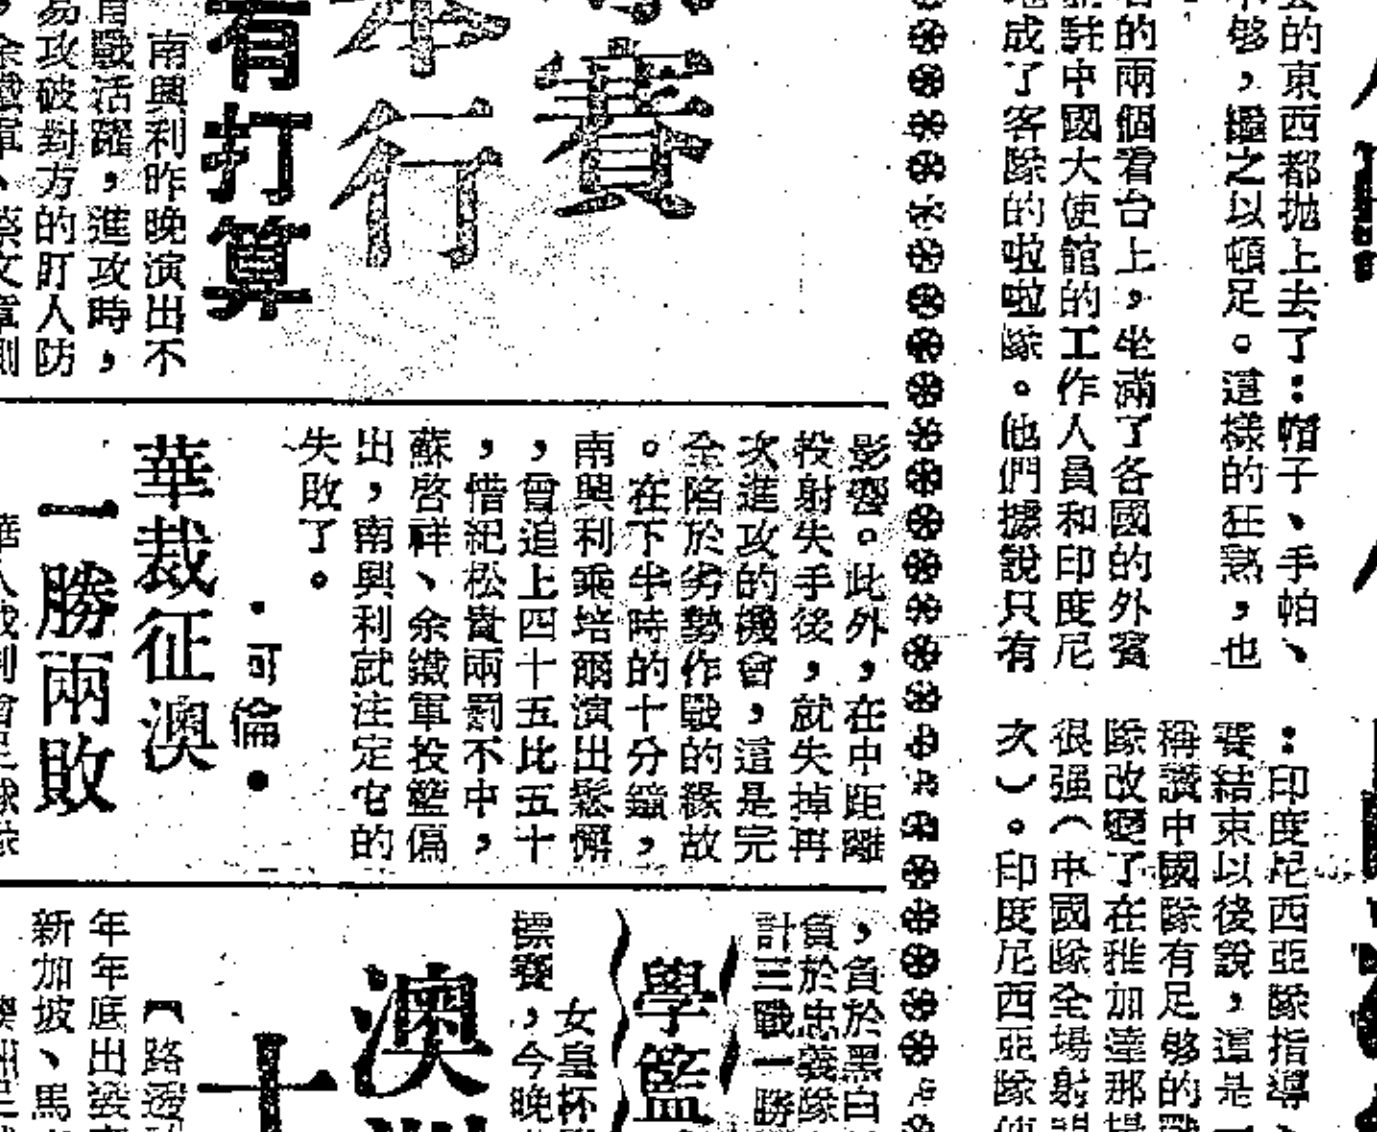 的東西都抛上去了：帽子、手帕、
够，繼之以頓足。這樣的狂熱，也
的兩個看台上，坐滿了各國的外賓
駐中國大使館的工作人員和印度尼
成了客隊的啦啦隊。他們據說只有
：印度尼西亞隊指導
賽結束以後說，這是
稱讚中國隊有足够的
隊改變了在雅加達那
很强（中國隊全場射
次）。印度尼西亞隊
賽
本行
有打算
南興利昨晚演出不
戰活躍，進攻時，
易攻破對方的盯人防
余鐵軍、蔡文章
影響。此外，在中距離
投射失手後，就失掉再
次進攻的機會，這是完
全陷於劣勢作戰的緣故
。在下半時的十分鐘，
南興利乘培爾演出鬆懈
，曾追上四十五比五十
，惜紀松貴兩罰不中，
蘇啓祥、余鐵軍投籃偏
出，南興利就注定它的
失敗了。
·可倫·
華裁征澳
一勝兩敗
，負於黑白
負於忠義隊
計三戰一勝
學籃
女皇杯
標賽，今晚
澳
十
【路透
年年底出發
新加坡、馬